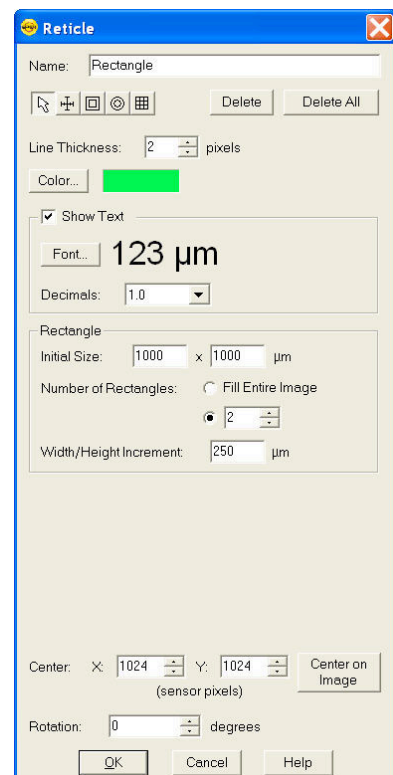 Reticle
Name: Rectangle
Delete Delete All
Line Thickness: 2 pixels
Color...
Show Text
Font... 123 µm
Decimals: 1.0
Rectangle
Initial Size: 1000 x 1000 µm
Number of Rectangles: Fill Entire Image
2
Width/Height Increment: 250 µm
Center: X: 1024 Y: 1024 Center on Image
(sensor pixels)
Rotation: 0 degrees
OK Cancel Help